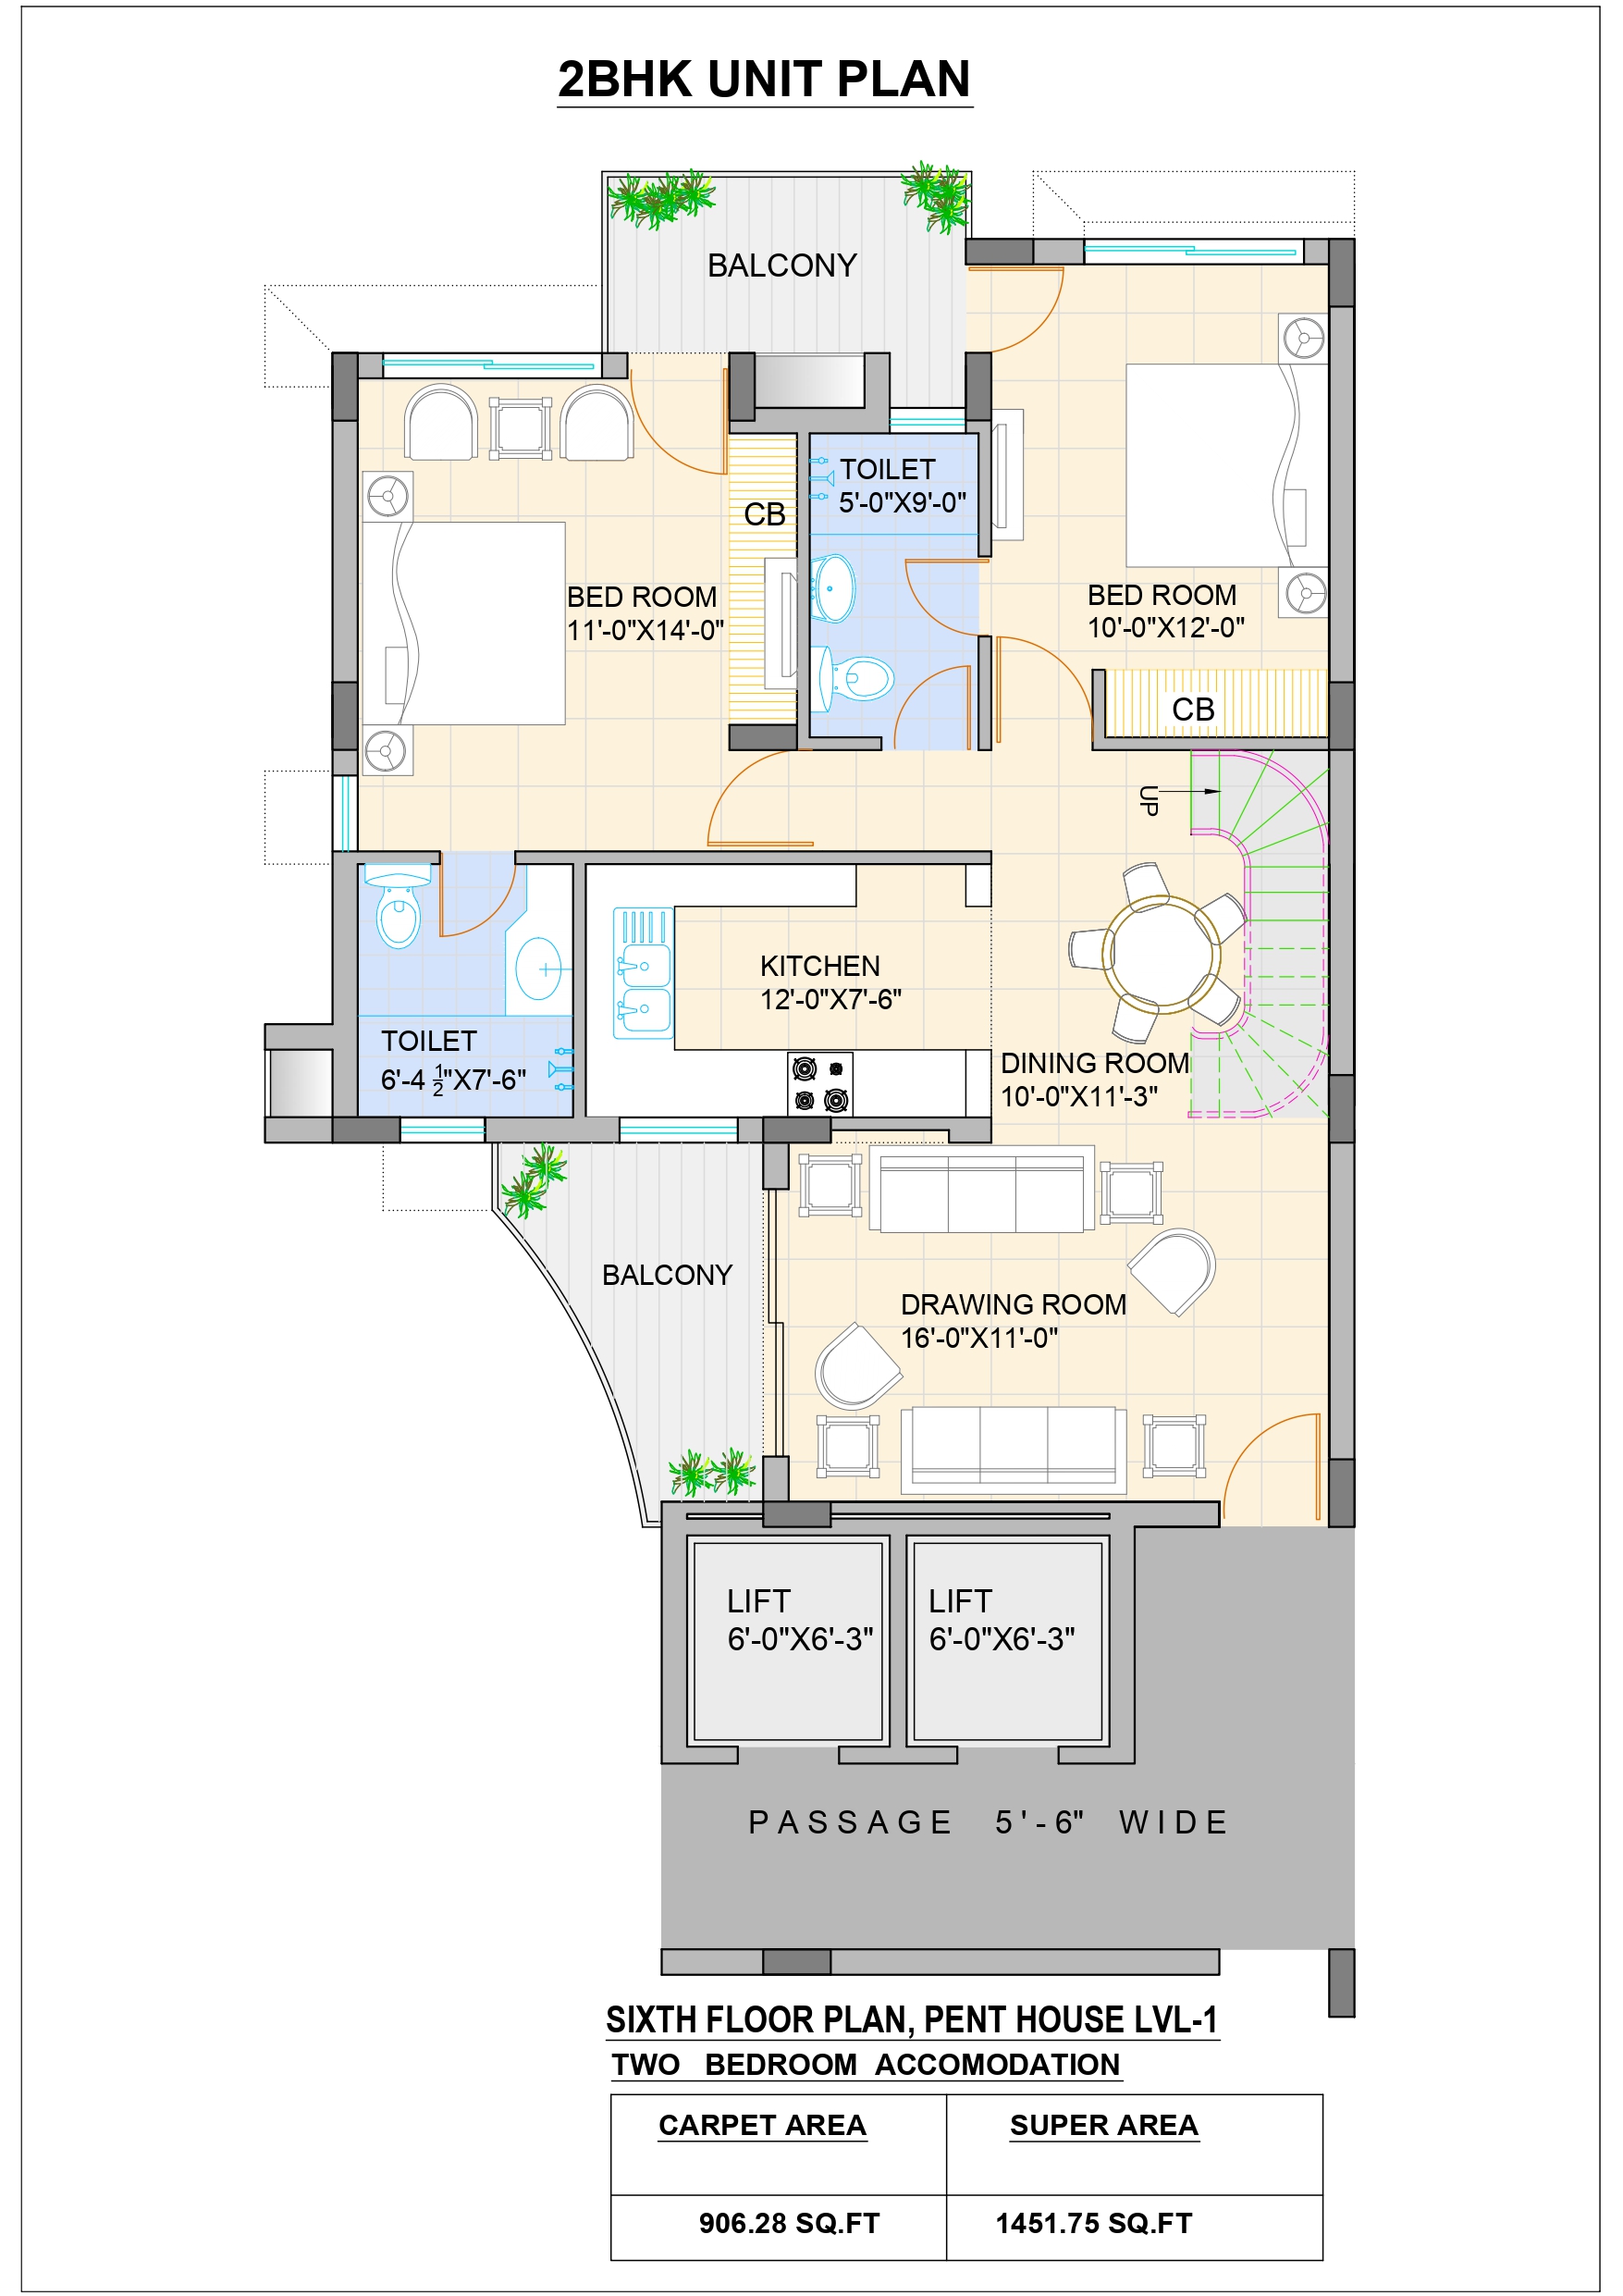 2BHK UNIT PLAN
BALCONY
TOILET
5'-0"X9'-0"
CB
BED ROOM
11'-0"X14'-0"
BED ROOM
10'-0"X12'-0"
CB
UP
KITCHEN
12'-0"X7'-6"
TOILET
6'-4 1/2"X7'-6"
DINING ROOM
10'-0"X11'-3"
BALCONY
DRAWING ROOM
16'-0"X11'-0"
LIFT
6'-0"X6'-3"
LIFT
6'-0"X6'-3"
PASSAGE 5'-6" WIDE
SIXTH FLOOR PLAN, PENT HOUSE LVL-1
TWO BEDROOM ACCOMODATION
CARPET AREA SUPER AREA
906.28 SQ.FT 1451.75 SQ.FT